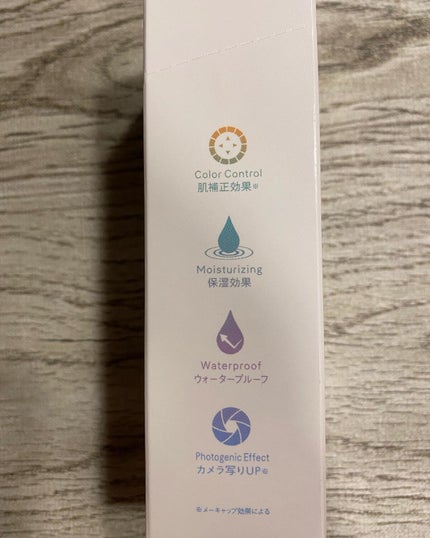 Color Control
肌補正効果※
Moisturizing
保湿効果
Waterproof
ウォータープルーフ
Photogenic Effect
カメラ写りUP※
※メーキャップ効果による